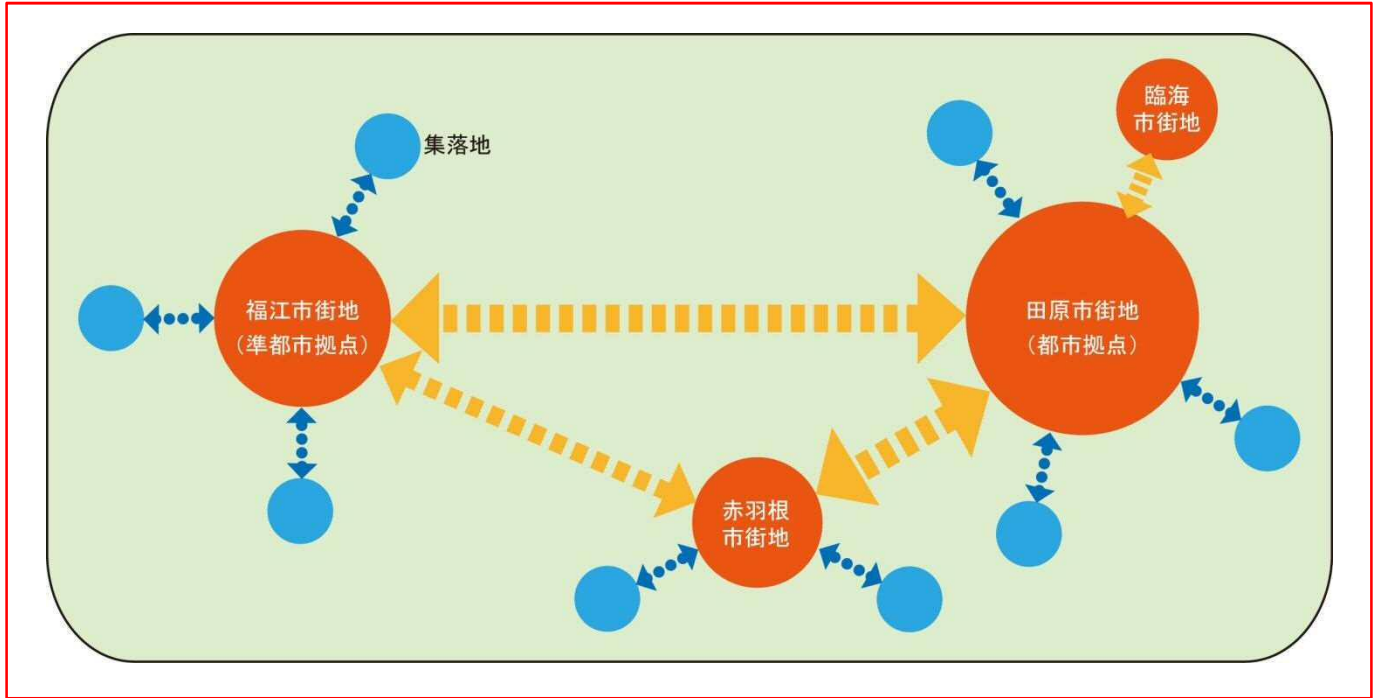 臨海
市街地
集落地
福江市街地
（準都市拠点）
田原市街地
（都市拠点）
赤羽根
市街地